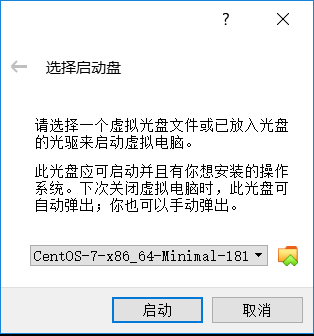 ?
选择启动盘
请选择一个虚拟光盘文件或已放入光盘
的光驱来启动虚拟电脑。
此光盘应可启动并且有你想安装的操作
系统。下次关闭虚拟电脑时，此光盘可
自动弹出；你也可以手动弹出。
CentOS-7-x86_64-Minimal-181
启动 取消